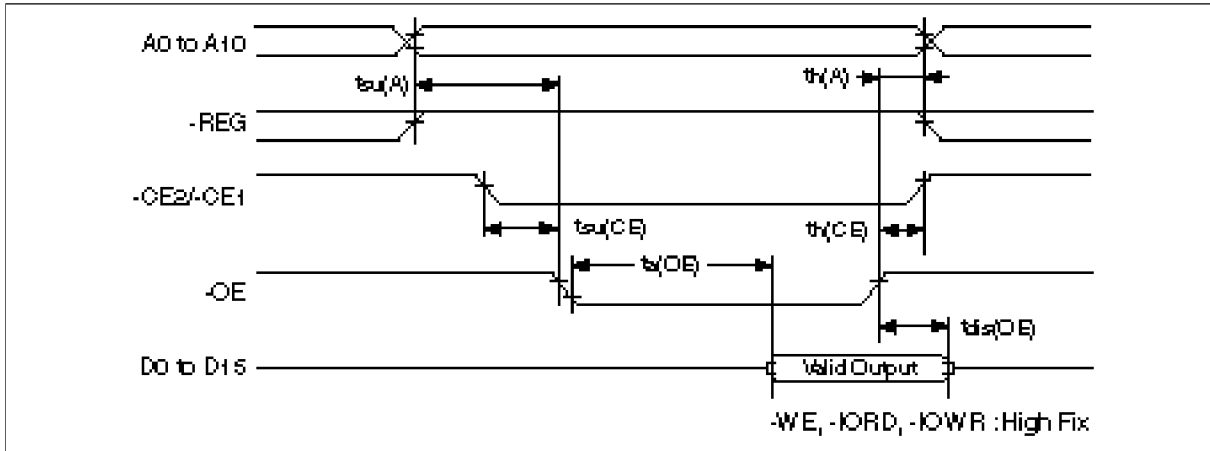 A0 to A10
tsu(A)
th(A)
-REG
-CE2/-CE1
tsu(CE)
th(CE)
ta(OE)
-OE
tdis(OE)
D0 to D15
Valid Output
-WE, -IORD, -IOWR : High Fix